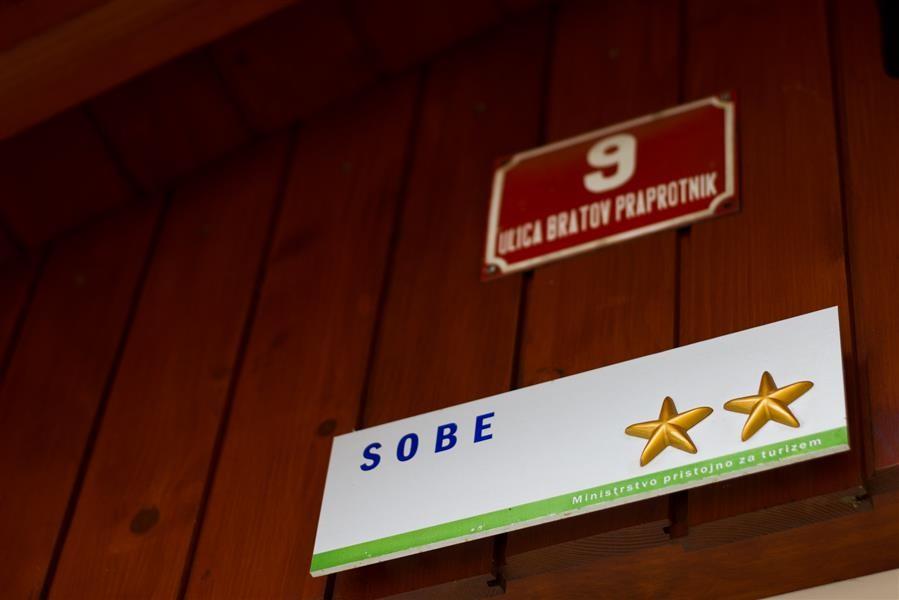 9
ULICA BRATOV PRAPROTNIK
SOBE
Ministrstvo pristojno za turizem